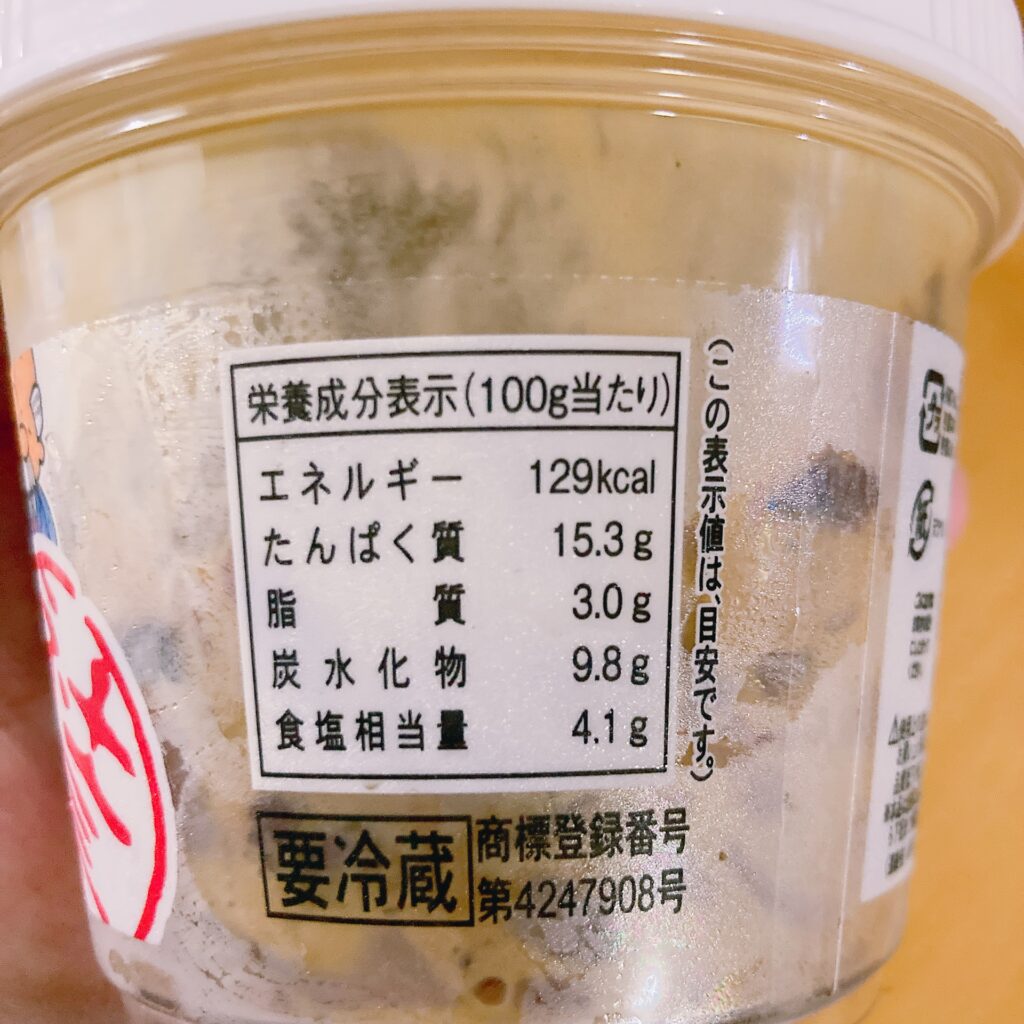 栄養成分表示(100g当たり)
エネルギー 129kcal
たんぱく質 15.3g
脂質 3.0g
炭水化物 9.8g
食塩相当量 4.1g
(この表示値は、目安です。)
要冷蔵
商標登録番号
第4247908号
プラ
紙